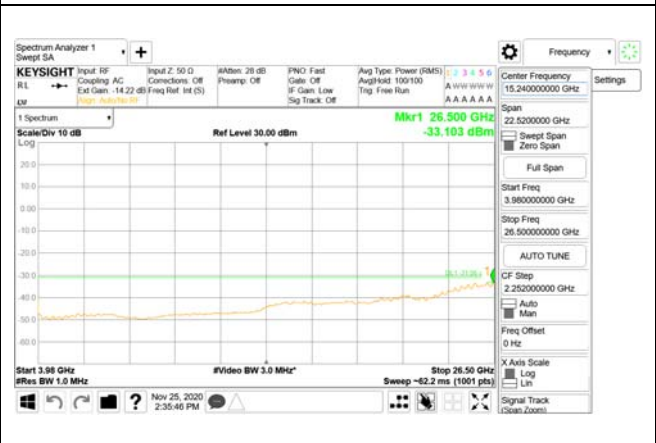 Spectrum Analyzer 1
Swept SA
Frequency
KEYSIGHT
Input: RF
Coupling: AC
Ext Gain: -14.22 dB
Align: Auto/No RF
Input Z: 50 Ω
Corrections: Off
Freq Ref: Int (S)
#Atten: 28 dB
Preamp: Off
PNO: Fast
Gate: Off
IF Gain: Low
Sig Track: Off
Avg Type: Power (RMS)
Avg|Hold: 100/100
Trig: Free Run
1 2 3 4 5 6
A W W W W W
A A A A A A
RL
LXI
1 Spectrum
Scale/Div 10 dB
Log
Ref Level 30.00 dBm
Mkr1 26.500 GHz
-33.103 dBm
20.0
10.0
0.00
-10.0
-20.0
-30.0
-40.0
-50.0
-60.0
1
Start 3.98 GHz
#Res BW 1.0 MHz
#Video BW 3.0 MHz*
Stop 26.50 GHz
Sweep ~62.2 ms (1001 pts)
Nov 25, 2020
2:35:46 PM
Center Frequency
15.240000000 GHz
Settings
Span
22.5200000 GHz
Swept Span
Zero Span
Full Span
Start Freq
3.980000000 GHz
Stop Freq
26.500000000 GHz
AUTO TUNE
CF Step
2.252000000 GHz
Auto
Man
Freq Offset
0 Hz
X Axis Scale
Log
Lin
Signal Track
(Span Zoom)